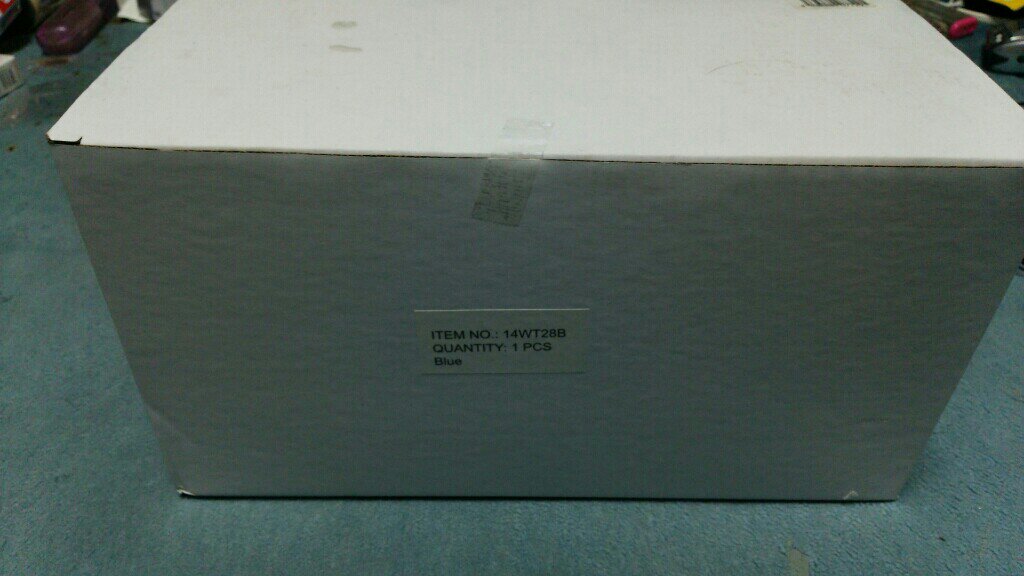 ITEM NO.: 14WT28B
QUANTITY: 1 PCS
Blue